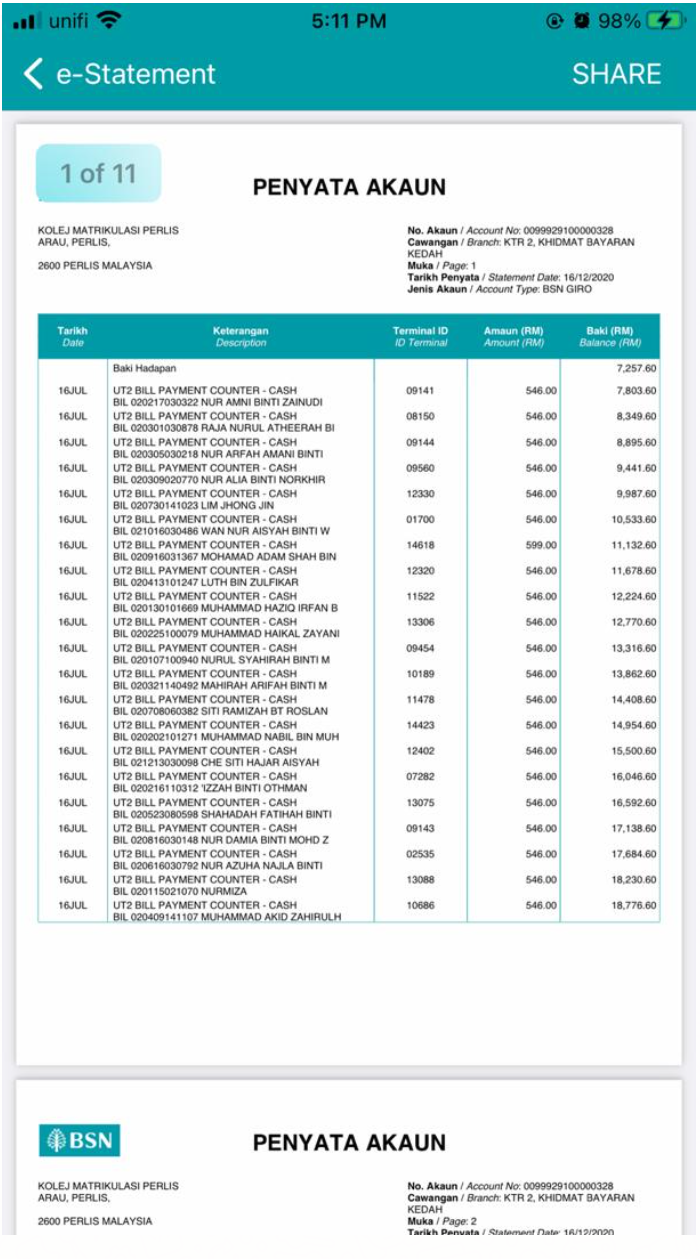 unifi 5:11 PM 98%
e-Statement SHARE
1 of 11
PENYATA AKAUN
KOLEJ MATRIKULASI PERLIS
ARAU, PERLIS,
2600 PERLIS MALAYSIA
No. Akaun / Account No: 0099929100000328
Cawangan / Branch: KTR 2, KHIDMAT BAYARAN
KEDAH
Muka / Page: 1
Tarikh Penyata / Statement Date: 16/12/2020
Jenis Akaun / Account Type: BSN GIRO
Tarikh Keterangan Terminal ID Amaun (RM) Baki (RM)
Date Description ID Terminal Amount (RM) Balance (RM)
Baki Hadapan 7,257.60
16JUL UT2 BILL PAYMENT COUNTER - CASH 09141 546.00 7,803.60
BIL 020217030322 NUR AMNI BINTI ZAINUDI
16JUL UT2 BILL PAYMENT COUNTER - CASH 08150 546.00 8,349.60
BIL 020301030878 RAJA NURUL ATHEERAH BI
16JUL UT2 BILL PAYMENT COUNTER - CASH 09144 546.00 8,895.60
BIL 020305030218 NUR ARFAH AMANI BINTI
16JUL UT2 BILL PAYMENT COUNTER - CASH 09560 546.00 9,441.60
BIL 020309020770 NUR ALIA BINTI NORKHIR
16JUL UT2 BILL PAYMENT COUNTER - CASH 12330 546.00 9,987.60
BIL 020730141023 LIM JHONG JIN
16JUL UT2 BILL PAYMENT COUNTER - CASH 01700 546.00 10,533.60
BIL 021016030486 WAN NUR AISYAH BINTI W
16JUL UT2 BILL PAYMENT COUNTER - CASH 14618 599.00 11,132.60
BIL 020916031367 MOHAMAD ADAM SHAH BIN
16JUL UT2 BILL PAYMENT COUNTER - CASH 12320 546.00 11,678.60
BIL 020413101247 LUTH BIN ZULFIKAR
16JUL UT2 BILL PAYMENT COUNTER - CASH 11522 546.00 12,224.60
BIL 020130101669 MUHAMMAD HAZIQ IRFAN B
16JUL UT2 BILL PAYMENT COUNTER - CASH 13306 546.00 12,770.60
BIL 020225100079 MUHAMMAD HAIKAL ZAYANI
16JUL UT2 BILL PAYMENT COUNTER - CASH 09454 546.00 13,316.60
BIL 020107100940 NURUL SYAHIRAH BINTI M
16JUL UT2 BILL PAYMENT COUNTER - CASH 10189 546.00 13,862.60
BIL 020321140492 MAHIRAH ARIFAH BINTI M
16JUL UT2 BILL PAYMENT COUNTER - CASH 11478 546.00 14,408.60
BIL 020708060382 SITI RAMIZAH BT ROSLAN
16JUL UT2 BILL PAYMENT COUNTER - CASH 14423 546.00 14,954.60
BIL 020202101271 MUHAMMAD NABIL BIN MUH
16JUL UT2 BILL PAYMENT COUNTER - CASH 12402 546.00 15,500.60
BIL 021213030098 CHE SITI HAJAR AISYAH
16JUL UT2 BILL PAYMENT COUNTER - CASH 07282 546.00 16,046.60
BIL 020216110312 'IZZAH BINTI OTHMAN
16JUL UT2 BILL PAYMENT COUNTER - CASH 13075 546.00 16,592.60
BIL 020523080598 SHAHADAH FATIHAH BINTI
16JUL UT2 BILL PAYMENT COUNTER - CASH 09143 546.00 17,138.60
BIL 020816030148 NUR DAMIA BINTI MOHD Z
16JUL UT2 BILL PAYMENT COUNTER - CASH 02535 546.00 17,684.60
BIL 020616030792 NUR AZUHA NAJLA BINTI
16JUL UT2 BILL PAYMENT COUNTER - CASH 13088 546.00 18,230.60
BIL 020115021070 NURMIZA
16JUL UT2 BILL PAYMENT COUNTER - CASH 10686 546.00 18,776.60
BIL 020409141107 MUHAMMAD AKID ZAHIRULH
BSN
PENYATA AKAUN
KOLEJ MATRIKULASI PERLIS
ARAU, PERLIS,
2600 PERLIS MALAYSIA
No. Akaun / Account No: 0099929100000328
Cawangan / Branch: KTR 2, KHIDMAT BAYARAN
KEDAH
Muka / Page: 2
Tarikh Penyata / Statement Date: 16/12/2020